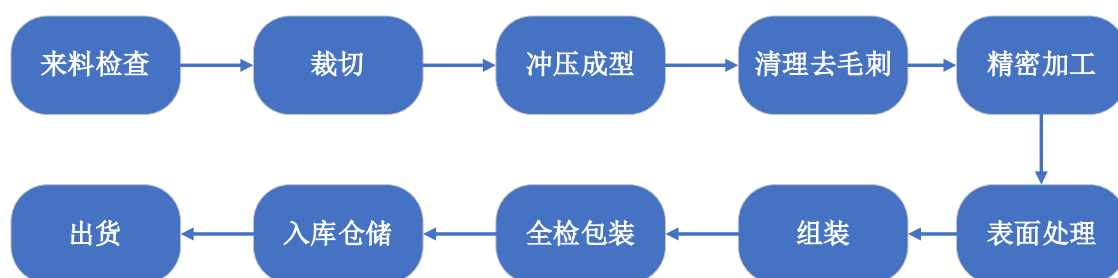 来料检查
裁切
冲压成型
清理去毛刺
精密加工
表面处理
组装
全检包装
入库仓储
出货